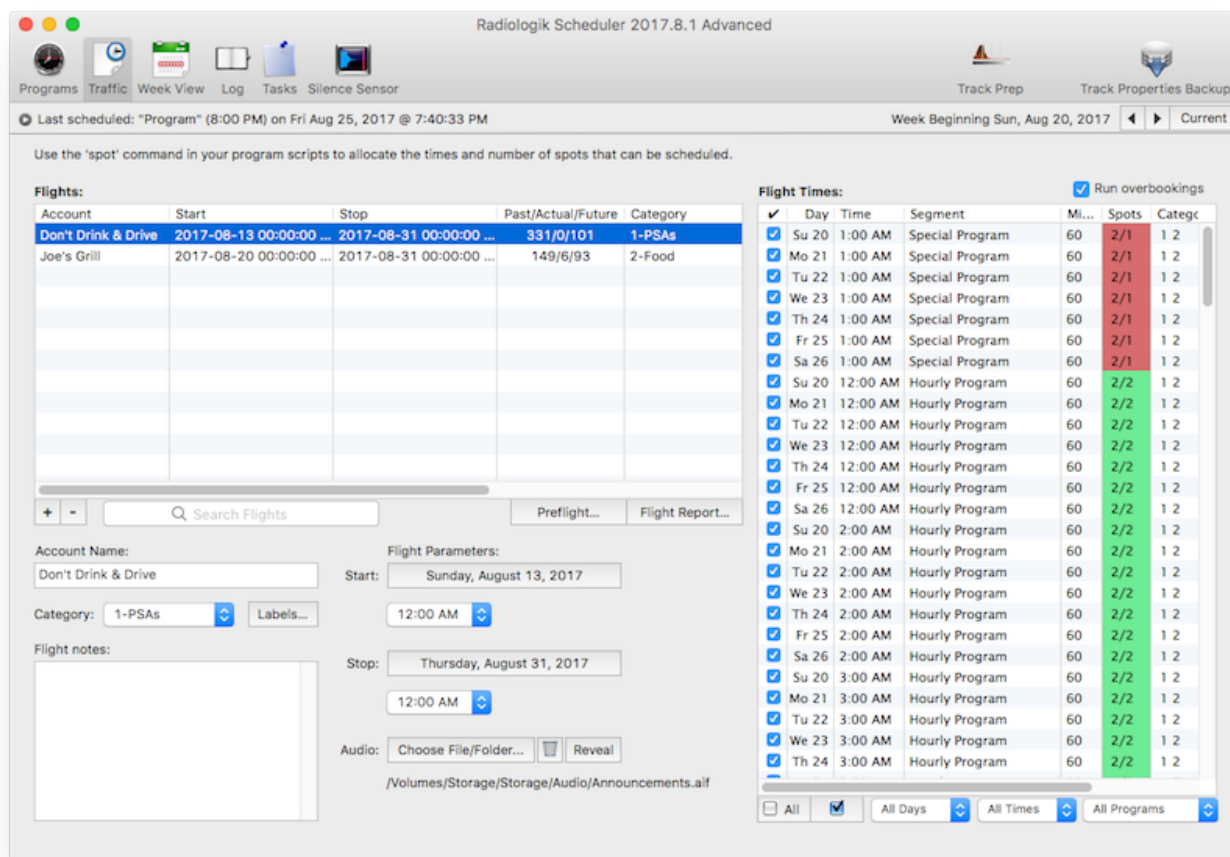 Radiologik Scheduler 2017.8.1 Advanced
Programs Traffic Week View Log Tasks Silence Sensor Track Prep Track Properties Backup
Last scheduled: "Program" (8:00 PM) on Fri Aug 25, 2017 @ 7:40:33 PM Week Beginning Sun, Aug 20, 2017 Current
Use the 'spot' command in your program scripts to allocate the times and number of spots that can be scheduled.
Flights:
Account Start Stop Past/Actual/Future Category
Don't Drink & Drive 2017-08-13 00:00:00 ... 2017-08-31 00:00:00 ... 331/0/101 1-PSAs
Joe's Grill 2017-08-20 00:00:00 ... 2017-08-31 00:00:00 ... 149/6/93 2-Food
+ - Search Flights Preflight... Flight Report...
Account Name:
Don't Drink & Drive
Category: 1-PSAs Labels...
Flight notes:
Flight Parameters:
Start: Sunday, August 13, 2017
12:00 AM
Stop: Thursday, August 31, 2017
12:00 AM
Audio: Choose File/Folder... Reveal
/Volumes/Storage/Storage/Audio/Announcements.aif
Flight Times: Run overbookings
✔ Day Time Segment Mi... Spots Catego
Su 20 1:00 AM Special Program 60 2/1 1 2
Mo 21 1:00 AM Special Program 60 2/1 1 2
Tu 22 1:00 AM Special Program 60 2/1 1 2
We 23 1:00 AM Special Program 60 2/1 1 2
Th 24 1:00 AM Special Program 60 2/1 1 2
Fr 25 1:00 AM Special Program 60 2/1 1 2
Sa 26 1:00 AM Special Program 60 2/1 1 2
Su 20 12:00 AM Hourly Program 60 2/2 1 2
Mo 21 12:00 AM Hourly Program 60 2/2 1 2
Tu 22 12:00 AM Hourly Program 60 2/2 1 2
We 23 12:00 AM Hourly Program 60 2/2 1 2
Th 24 12:00 AM Hourly Program 60 2/2 1 2
Fr 25 12:00 AM Hourly Program 60 2/2 1 2
Sa 26 12:00 AM Hourly Program 60 2/2 1 2
Su 20 2:00 AM Hourly Program 60 2/2 1 2
Mo 21 2:00 AM Hourly Program 60 2/2 1 2
Tu 22 2:00 AM Hourly Program 60 2/2 1 2
We 23 2:00 AM Hourly Program 60 2/2 1 2
Th 24 2:00 AM Hourly Program 60 2/2 1 2
Fr 25 2:00 AM Hourly Program 60 2/2 1 2
Sa 26 2:00 AM Hourly Program 60 2/2 1 2
Su 20 3:00 AM Hourly Program 60 2/2 1 2
Mo 21 3:00 AM Hourly Program 60 2/2 1 2
Tu 22 3:00 AM Hourly Program 60 2/2 1 2
We 23 3:00 AM Hourly Program 60 2/2 1 2
Th 24 3:00 AM Hourly Program 60 2/2 1 2
All All Days All Times All Programs